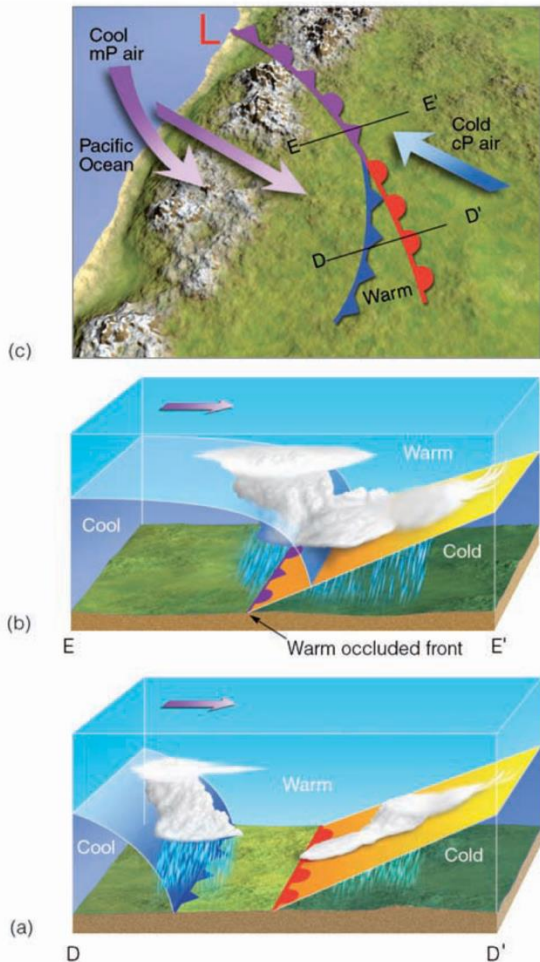 L
Cool
mP air
Pacific
Ocean
E
E'
Cold
cP air
D
D'
Warm
(c)
Warm
Cool
Cold
(b)
E
Warm occluded front
E'
Warm
Cool
Cold
(a)
D
D'